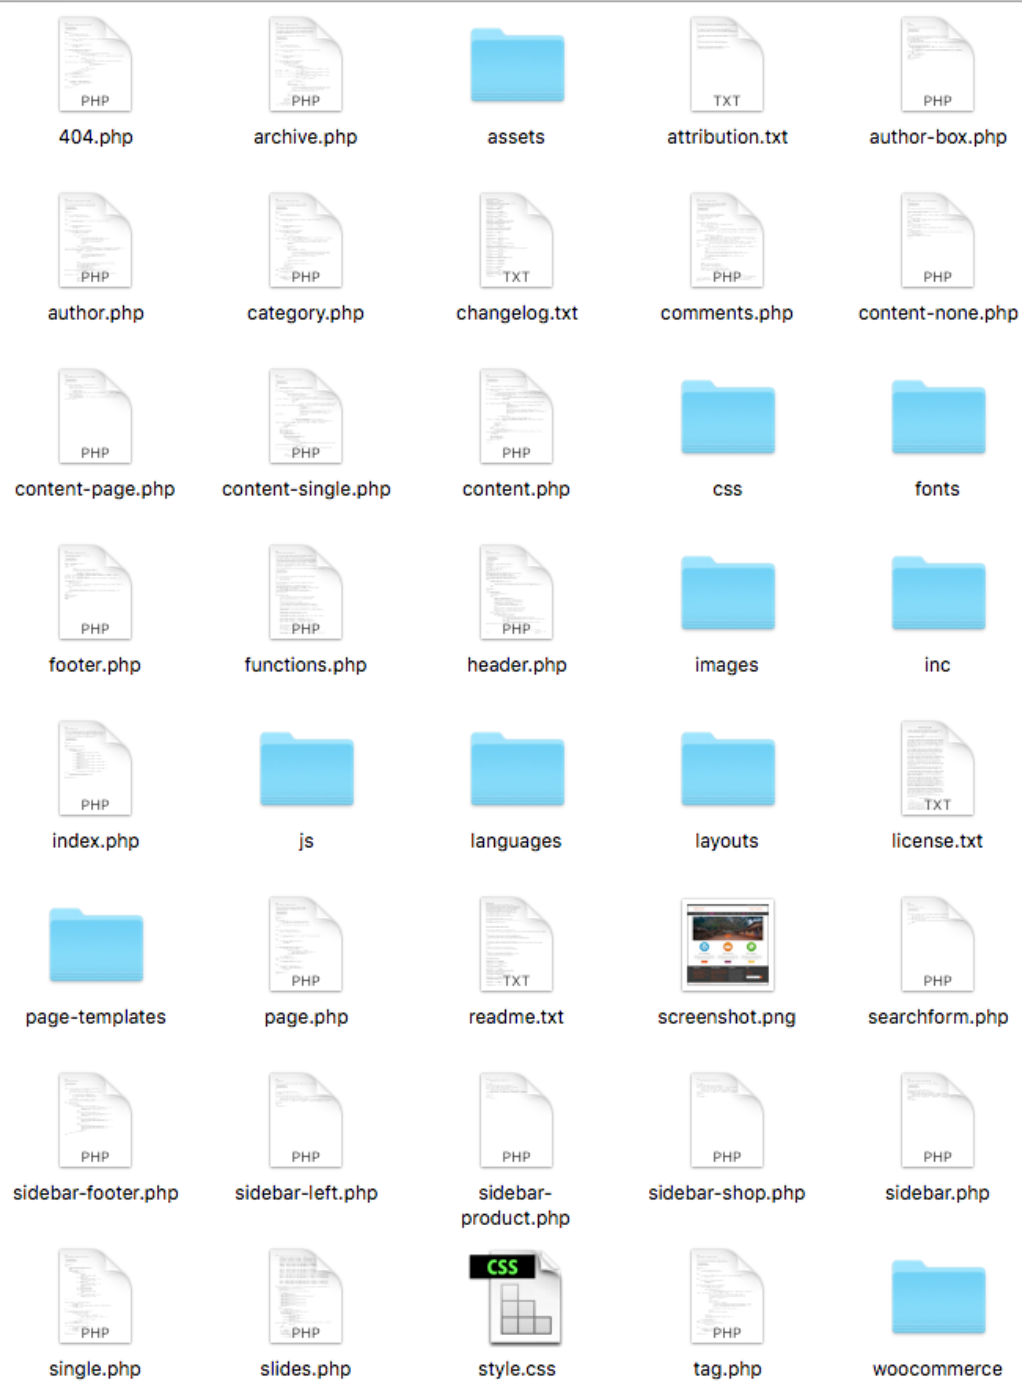 PHP PHP TXT PHP
404.php archive.php assets attribution.txt author-box.php
PHP PHP TXT PHP PHP
author.php category.php changelog.txt comments.php content-none.php
PHP PHP PHP
content-page.php content-single.php content.php css fonts
PHP PHP PHP
footer.php functions.php header.php images inc
PHP TXT
index.php js languages layouts license.txt
PHP TXT PHP
page-templates page.php readme.txt screenshot.png searchform.php
PHP PHP PHP PHP PHP
sidebar-footer.php sidebar-left.php sidebar-
product.php sidebar-shop.php sidebar.php
PHP PHP CSS PHP
single.php slides.php style.css tag.php woocommerce